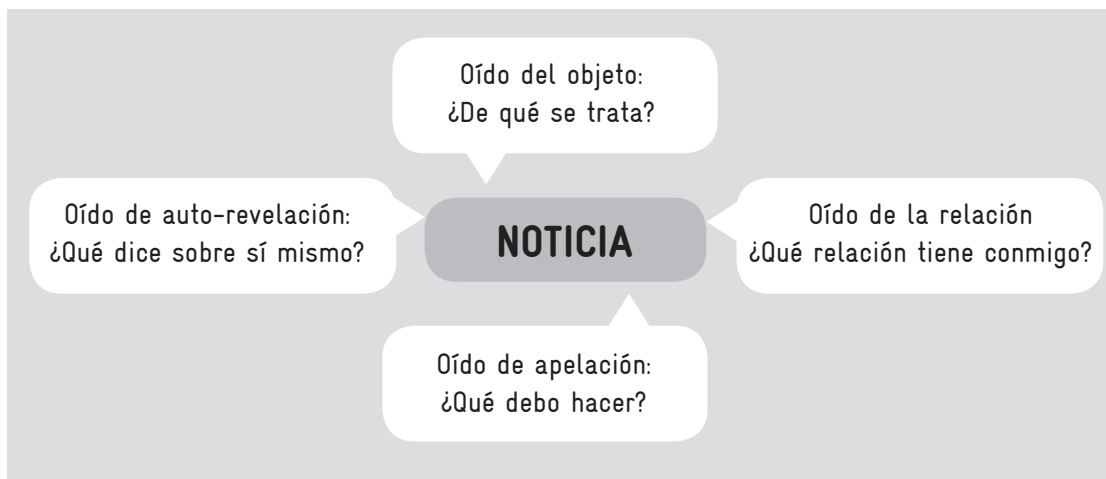 Oído del objeto:
¿De qué se trata?
Oído de auto-revelación:
¿Qué dice sobre sí mismo?
NOTICIA
Oído de la relación
¿Qué relación tiene conmigo?
Oído de apelación:
¿Qué debo hacer?